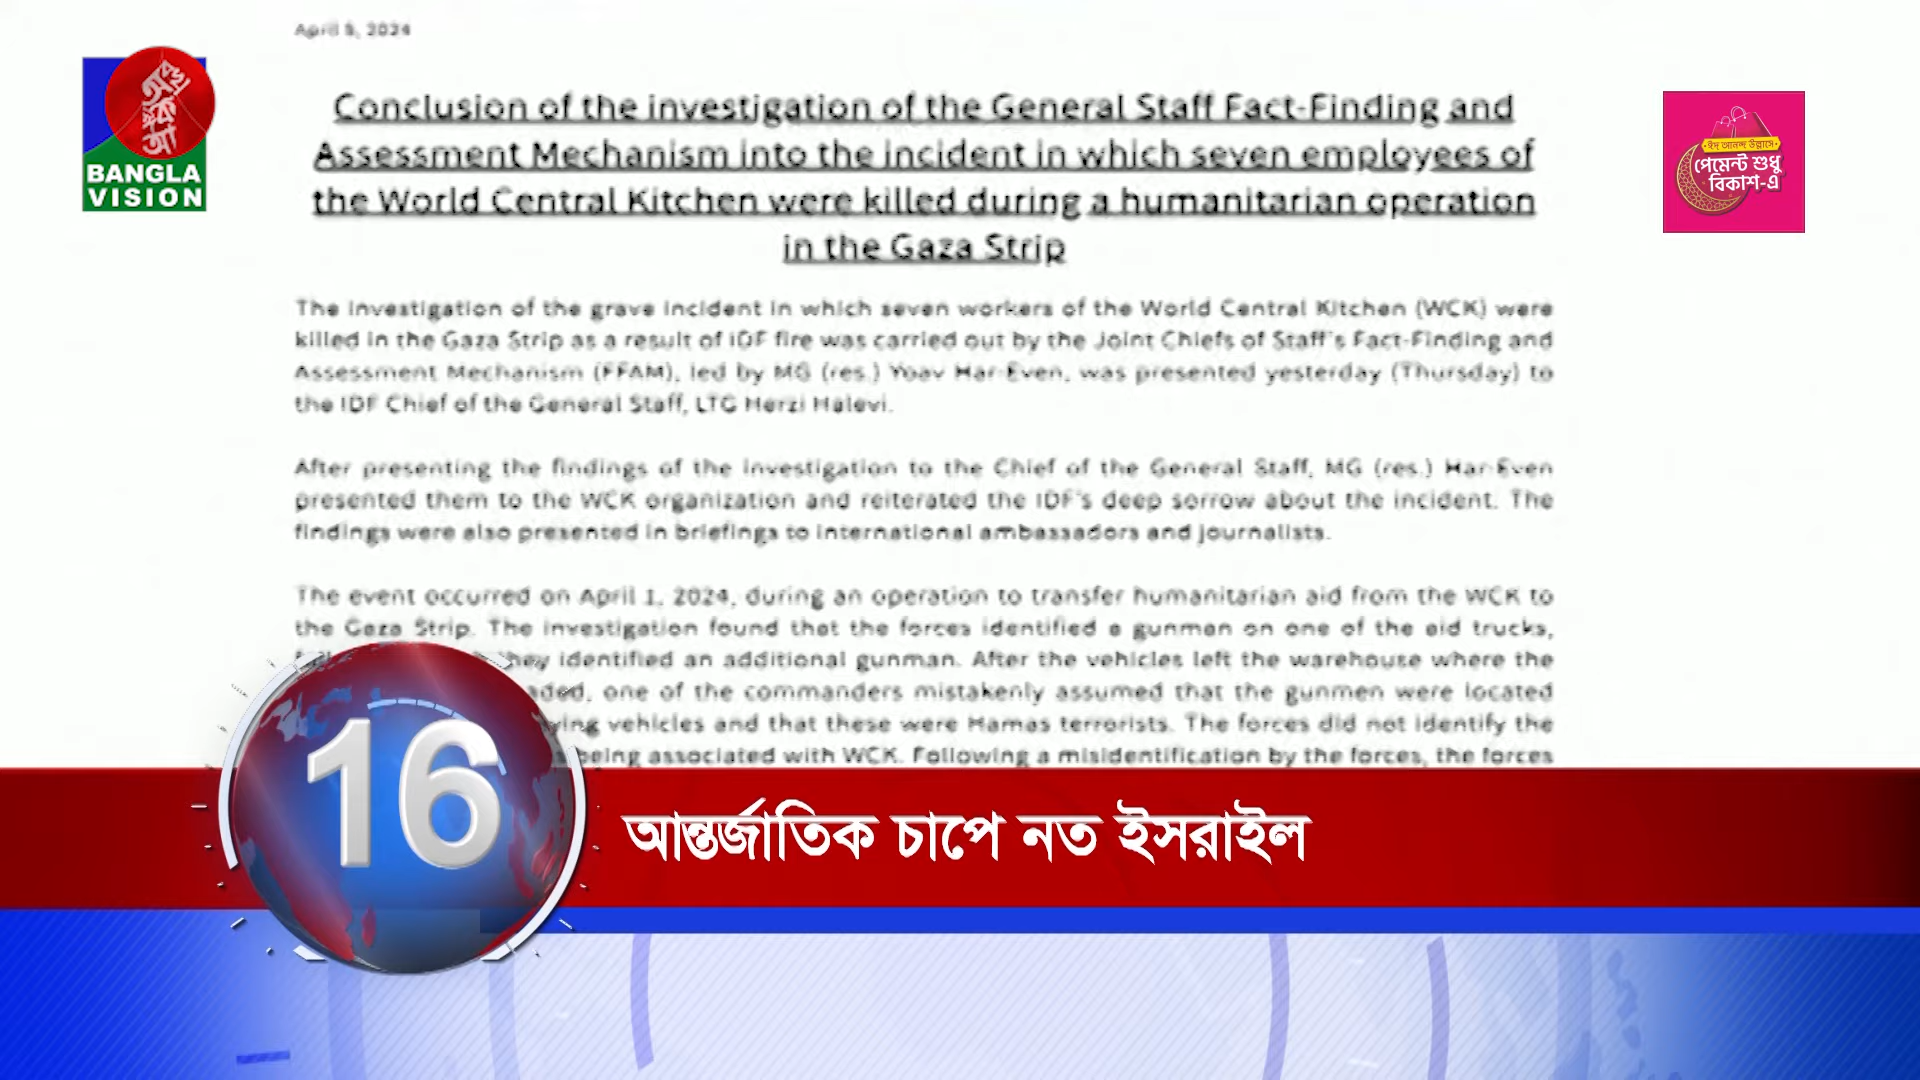 April 5, 2024
Conclusion of the investigation of the General Staff Fact-Finding and
Assessment Mechanism into the incident in which seven employees of
the World Central Kitchen were killed during a humanitarian operation
in the Gaza Strip
The investigation of the grave incident in which seven workers of the World Central Kitchen (WCK) were
killed in the Gaza Strip as a result of IDF fire was carried out by the Joint Chiefs of Staff's Fact-Finding and
Assessment Mechanism (FFAM), led by MG (res.) Yoav Har-Even, was presented yesterday (Thursday) to
the IDF Chief of the General Staff, LTG Herzi Halevi.
After presenting the findings of the investigation to the Chief of the General Staff, MG (res.) Har-Even
presented them to the WCK organization and reiterated the IDF's deep sorrow about the incident. The
findings were also presented in briefings to international ambassadors and journalists.
The event occurred on April 1, 2024, during an operation to transfer humanitarian aid from the WCK to
the Gaza Strip. The investigation found that the forces identified a gunman on one of the aid trucks,
they identified an additional gunman. After the vehicles left the warehouse where the
one of the commanders mistakenly assumed that the gunmen were located
vehicles and that these were Hamas terrorists. The forces did not identify the
being associated with WCK. Following a misidentification by the forces, the forces
BANGLA
VISION
ঈদ আনন্দ উল্লাসে
পেমেন্ট শুধু
বিকাশ-এ
16
আন্তর্জাতিক চাপে নত ইসরাইল